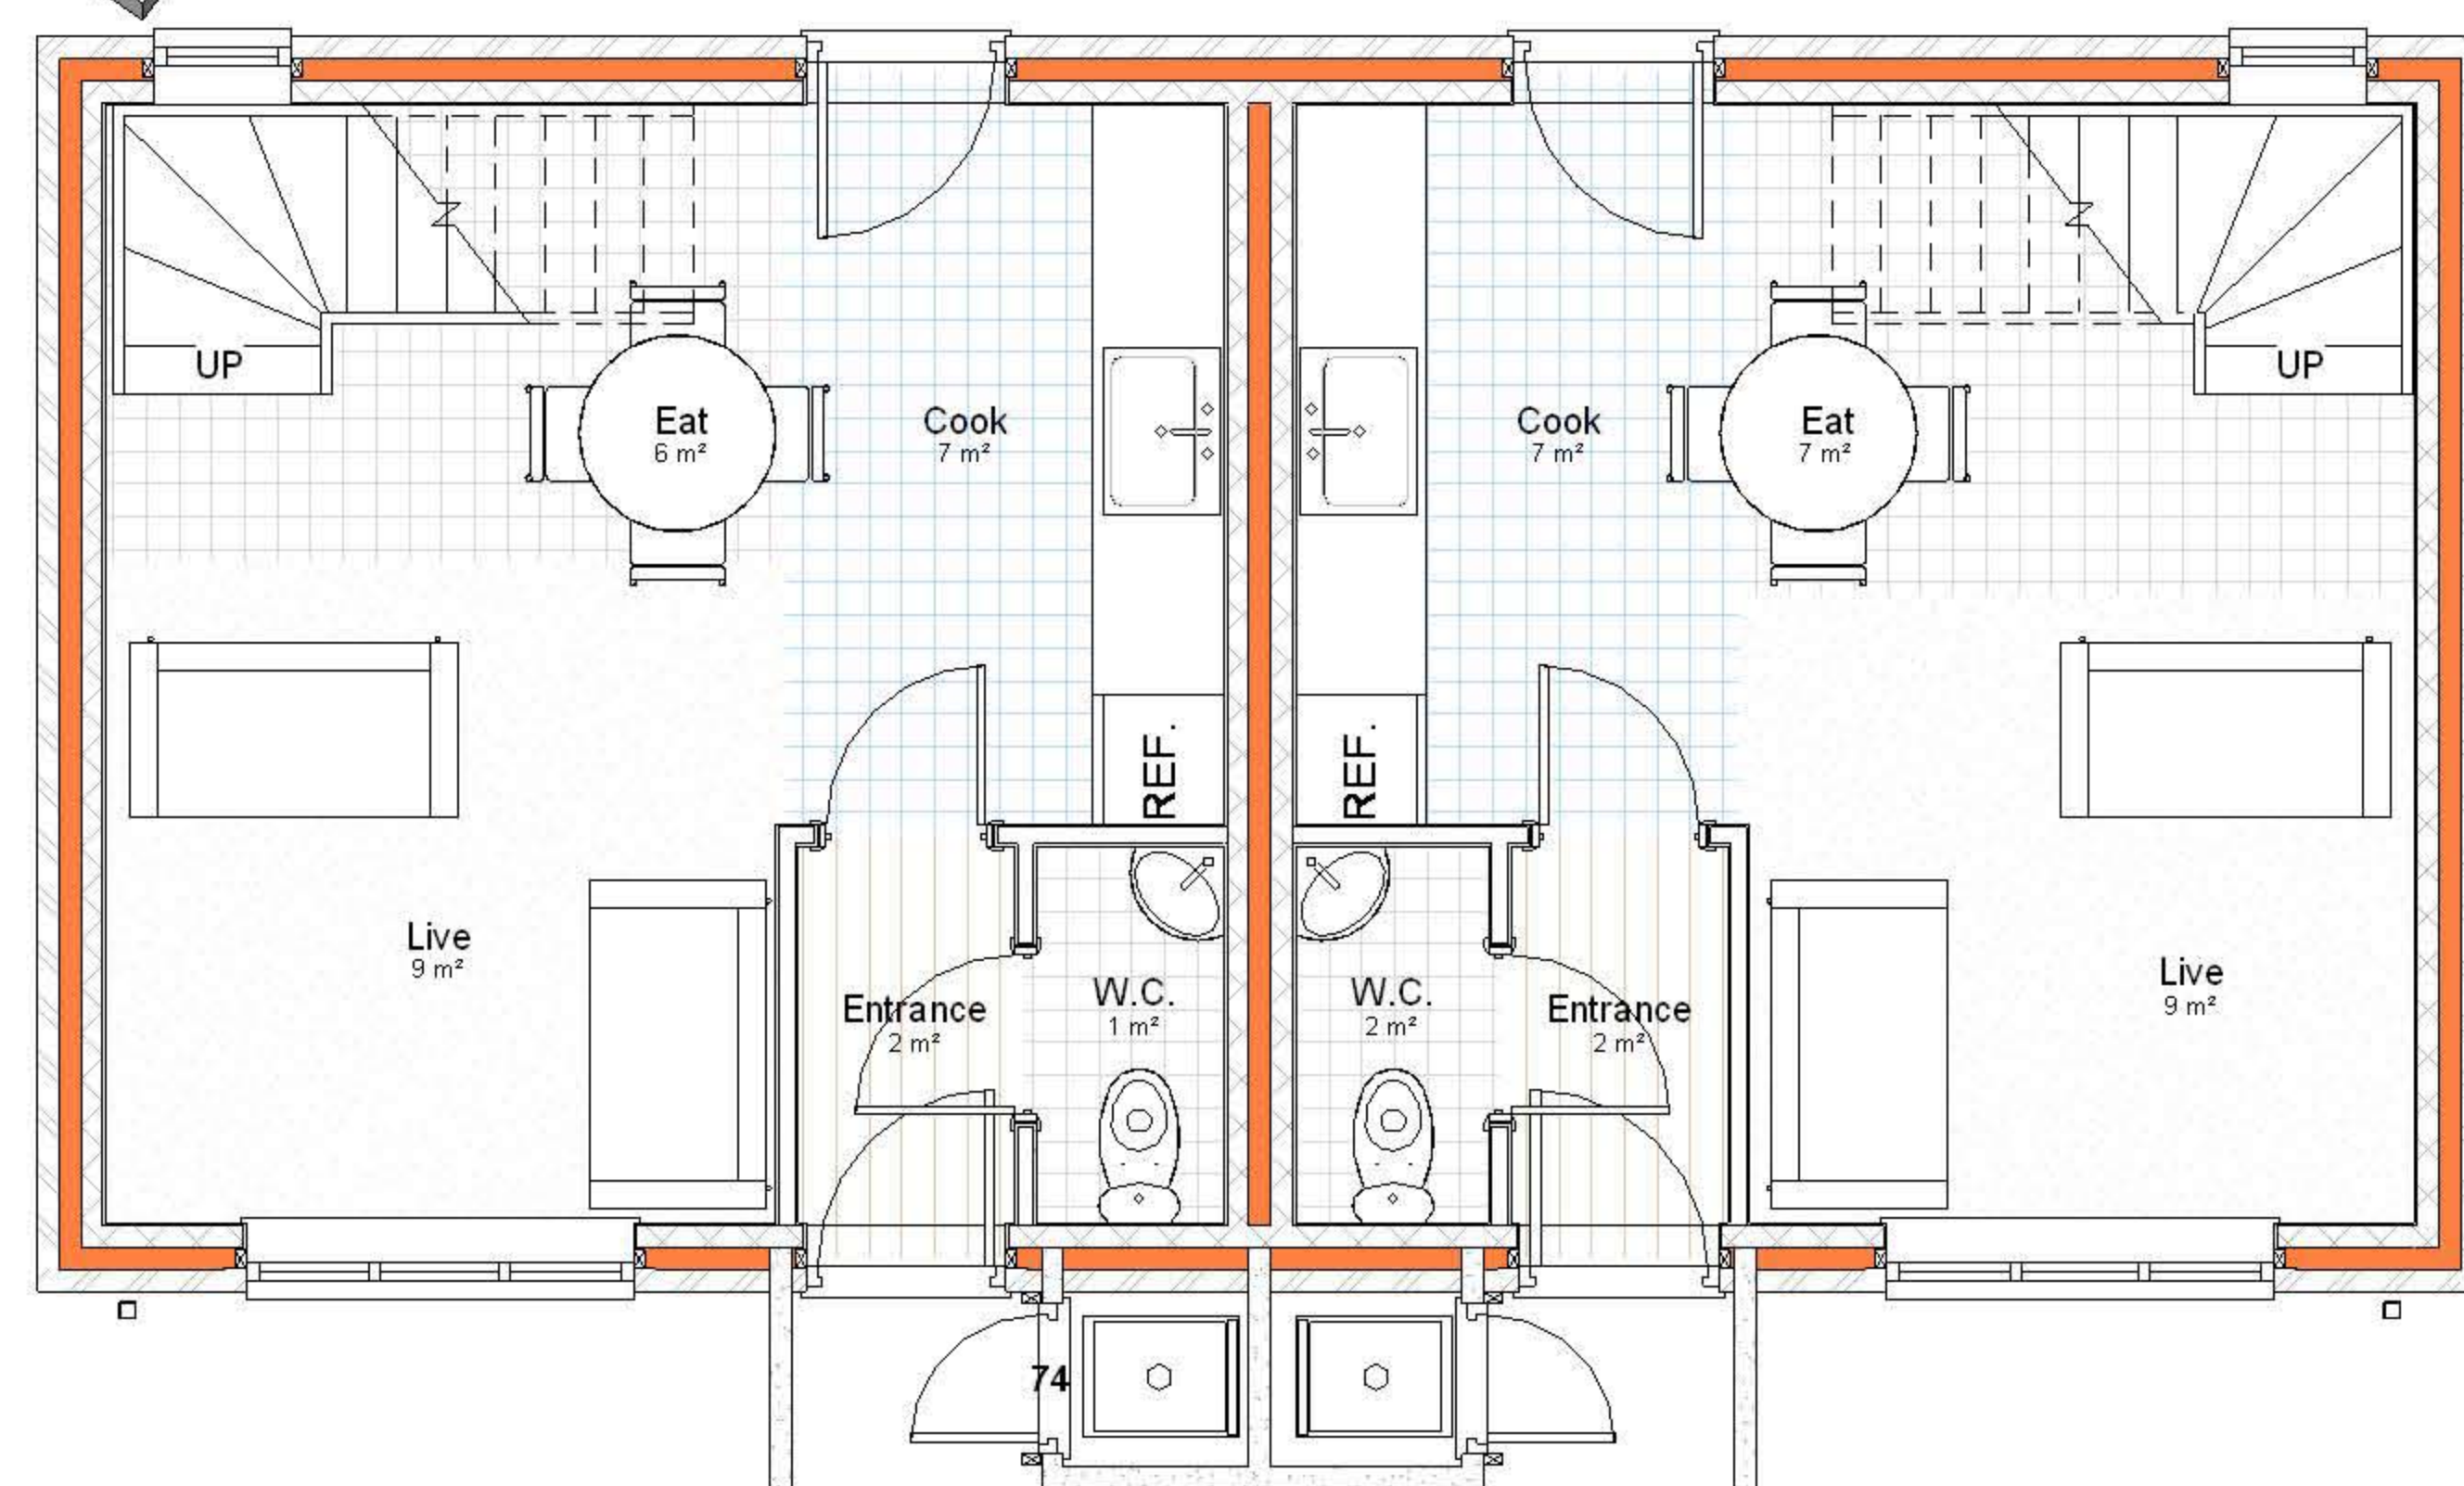 UP
Eat
6 m²
Cook
7 m²
Cook
7 m²
Eat
7 m²
UP
REF.
REF.
Live
9 m²
Entrance
2 m²
W.C.
1 m²
W.C.
2 m²
Entrance
2 m²
Live
9 m²
74